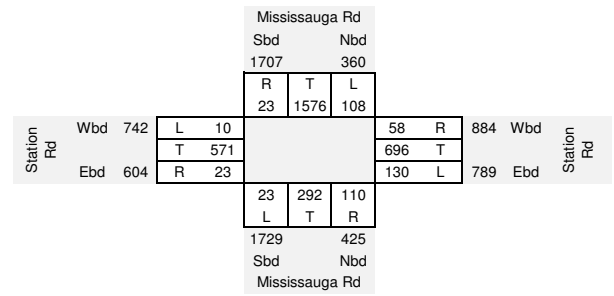 Mississauga Rd
Sbd Nbd
1707 360
R T L
23 1576 108
Station Rd Wbd 742 L 10 58 R 884 Wbd Station Rd
T 571 696 T
Ebd 604 R 23 130 L 789 Ebd
23 292 110
L T R
1729 425
Sbd Nbd
Mississauga Rd